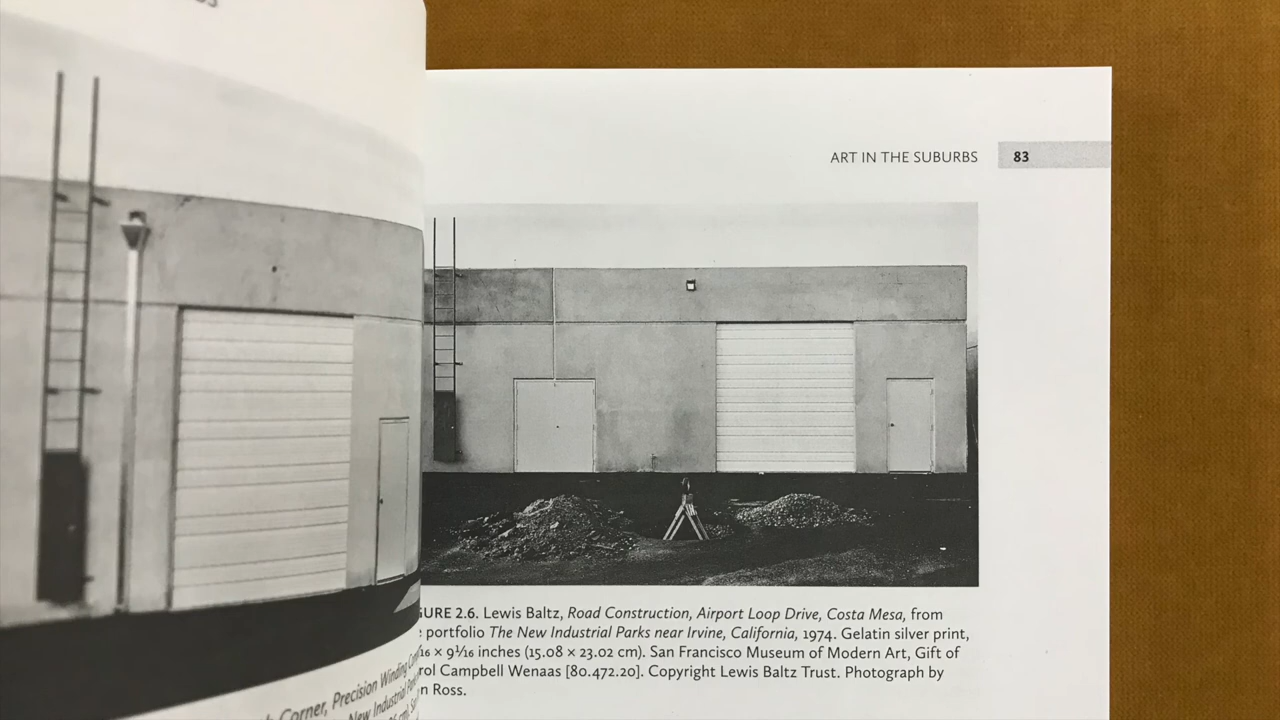 Corner, Precision Winding
New Industrial
ART IN THE SUBURBS 83
GURE 2.6. Lewis Baltz, Road Construction, Airport Loop Drive, Costa Mesa, from
portfolio The New Industrial Parks near Irvine, California, 1974. Gelatin silver print,
× 9 1⁄16 inches (15.08 × 23.02 cm). San Francisco Museum of Modern Art, Gift of
rol Campbell Wenaas [80.472.20]. Copyright Lewis Baltz Trust. Photograph by
n Ross.